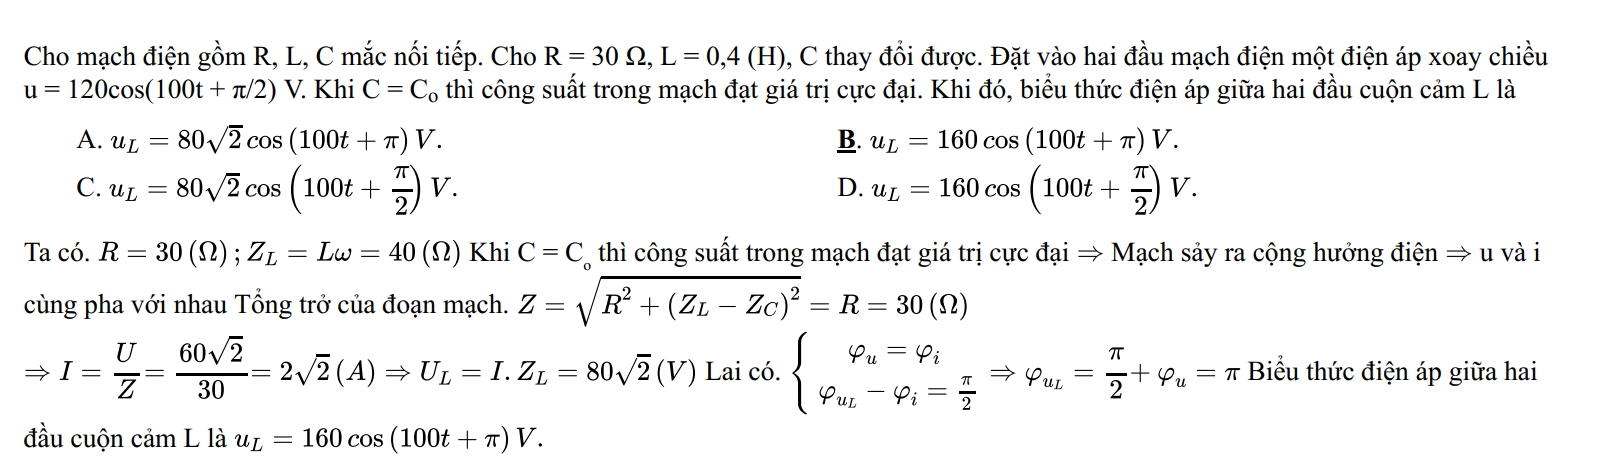 Cho mạch điện gồm R, L, C mắc nối tiếp. Cho R = 30 Ω, L = 0,4 (H), C thay đổi được. Đặt vào hai đầu mạch điện một điện áp xoay chiều
u = 120cos(100t + π/2) V. Khi C = C₀ thì công suất trong mạch đạt giá trị cực đại. Khi đó, biểu thức điện áp giữa hai đầu cuộn cảm L là
A. $u_L = 80\sqrt{2}\cos(100t + \pi)\,V.$ B. $u_L = 160\cos(100t + \pi)\,V.$
C. $u_L = 80\sqrt{2}\cos\left(100t + \frac{\pi}{2}\right)V.$ D. $u_L = 160\cos\left(100t + \frac{\pi}{2}\right)V.$
Ta có. $R = 30\,(\Omega); Z_L = L\omega = 40\,(\Omega)$ Khi C = C₀ thì công suất trong mạch đạt giá trị cực đại ⇒ Mạch sảy ra cộng hưởng điện ⇒ u và i
cùng pha với nhau Tổng trở của đoạn mạch. $Z = \sqrt{R^2 + (Z_L - Z_C)^2} = R = 30\,(\Omega)$
$\Rightarrow I = \frac{U}{Z} = \frac{60\sqrt{2}}{30} = 2\sqrt{2}\,(A) \Rightarrow U_L = I.Z_L = 80\sqrt{2}\,(V)$ Lại có. $\begin{cases} \varphi_u = \varphi_i \\ \varphi_{u_L} - \varphi_i = \frac{\pi}{2} \end{cases} \Rightarrow \varphi_{u_L} = \frac{\pi}{2} + \varphi_u = \pi$ Biểu thức điện áp giữa hai
đầu cuộn cảm L là $u_L = 160\cos(100t + \pi)\,V.$